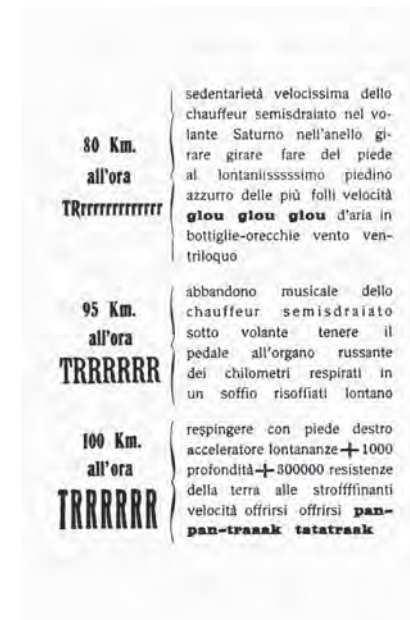 80 Km.
all'ora
TRrrrrrrrrrrrrr
sedentarietà velocissima dello
chauffeur semisdraiato nel vo-
lante Saturno nell'anello gi-
rare girare fare del piede
al lontaniisssssimo piedino
azzurro delle più folli velocità
glou glou glou d'aria in
bottiglie-orecchie vento ven-
triloquo
95 Km.
all'ora
TRRRRRR
abbandono musicale dello
chauffeur semisdraiato
sotto volante tenere il
pedale all'organo russante
dei chilometri respirati in
un soffio risoffiati lontano
100 Km.
all'ora
TRRRRRR
respingere con piede destro
acceleratore lontananze+1000
profondità+300000 resistenze
della terra alle stroffffinanti
velocità offrirsi offrirsi pan-
pan-traaak tatatraak